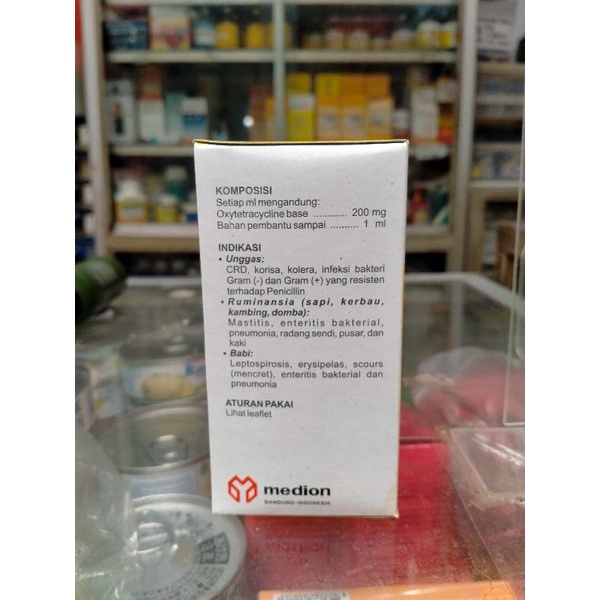 KOMPOSISI
Setiap ml mengandung:
Oxytetracycline base ............ 200 mg
Bahan pembantu sampai .......... 1 ml
INDIKASI
• Unggas:
CRD, korisa, kolera, infeksi bakteri
Gram (-) dan Gram (+) yang resisten
terhadap Penicillin
• Ruminansia (sapi, kerbau,
kambing, domba):
Mastitis, enteritis bakterial,
pneumonia, radang sendi, pusar, dan
kaki
• Babi:
Leptospirosis, erysipelas, scours
(mencret), enteritis bakterial dan
pneumonia
ATURAN PAKAI
Lihat leaflet
medion
BANDUNG-INDONESIA